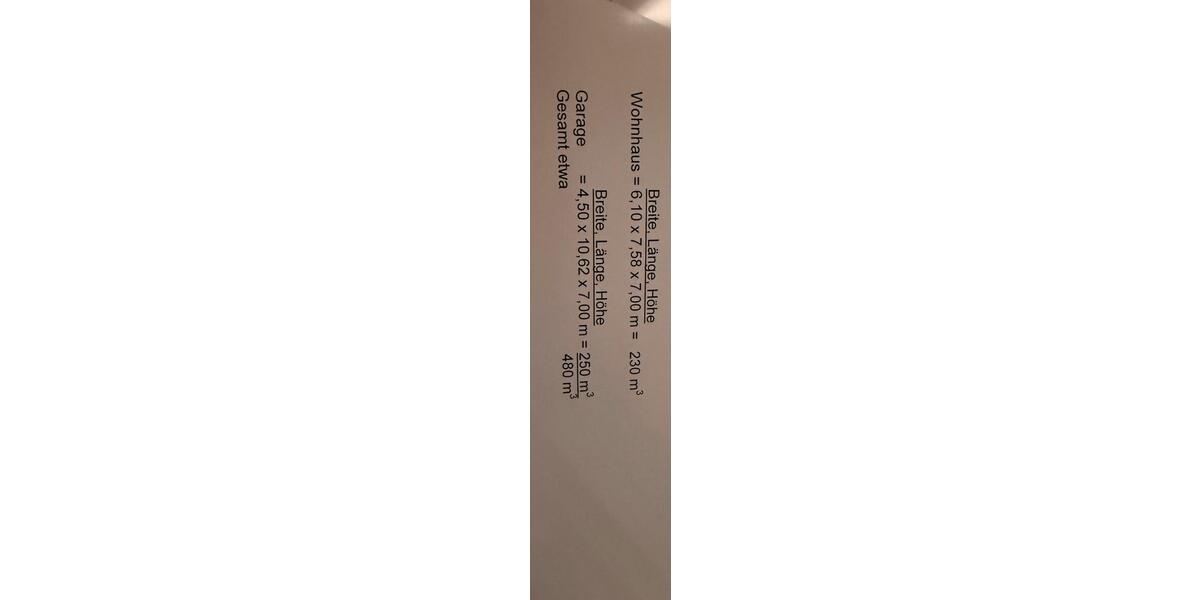 Breite, Länge, Höhe
Wohnhaus = 6,10 x 7,58 x 7,00 m = 230 m³
Breite, Länge, Höhe
Garage = 4,50 x 10,62 x 7,00 m = 250 m³
Gesamt etwa 480 m³